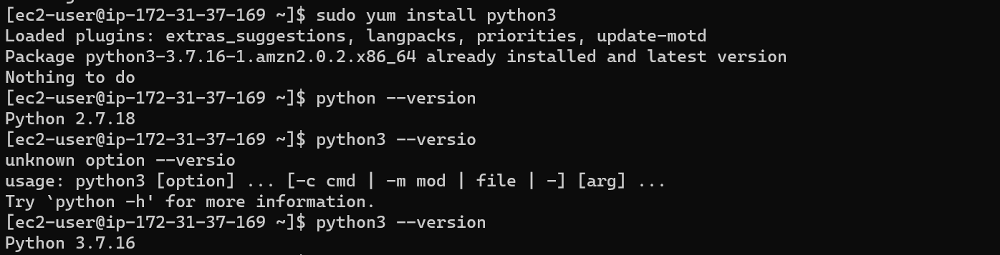 [ec2-user@ip-172-31-37-169 ~]$ sudo yum install python3
Loaded plugins: extras_suggestions, langpacks, priorities, update-motd
Package python3-3.7.16-1.amzn2.0.2.x86_64 already installed and latest version
Nothing to do
[ec2-user@ip-172-31-37-169 ~]$ python --version
Python 2.7.18
[ec2-user@ip-172-31-37-169 ~]$ python3 --versio
unknown option --versio
usage: python3 [option] ... [-c cmd | -m mod | file | -] [arg] ...
Try `python -h' for more information.
[ec2-user@ip-172-31-37-169 ~]$ python3 --version
Python 3.7.16